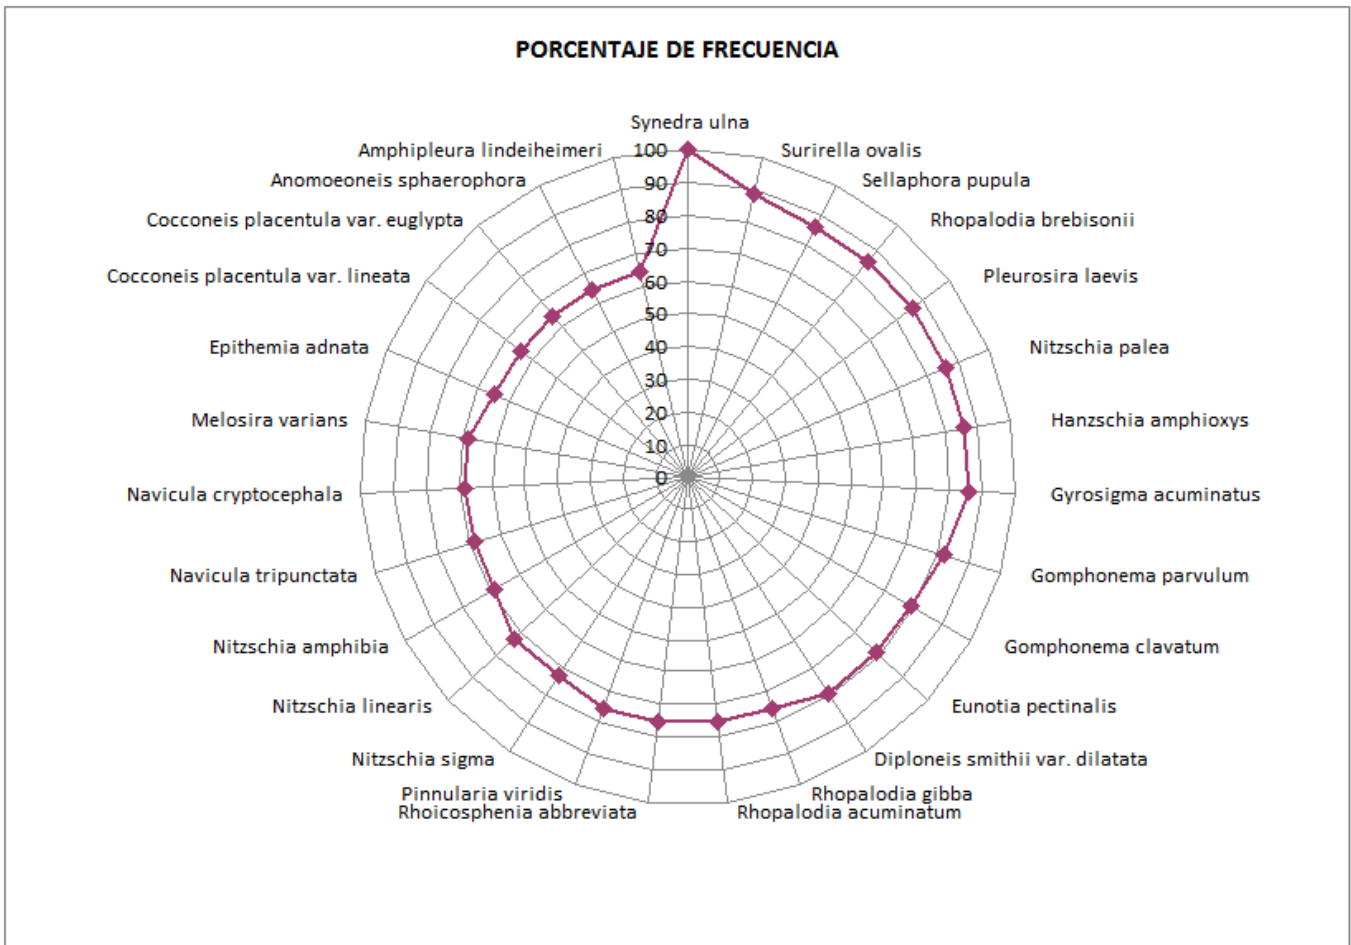 PORCENTAJE DE FRECUENCIA
Synedra ulna
Surirella ovalis
Sellaphora pupula
Rhopalodia brebisonii
Pleurosira laevis
Nitzschia palea
Hanzschia amphioxys
Gyrosigma acuminatus
Gomphonema parvulum
Gomphonema clavatum
Eunotia pectinalis
Diploneis smithii var. dilatata
Rhopalodia gibba
Rhopalodia acuminatum
Rhoicosphenia abbreviata
Pinnularia viridis
Nitzschia sigma
Nitzschia linearis
Nitzschia amphibia
Navicula tripunctata
Navicula cryptocephala
Melosira varians
Epithemia adnata
Cocconeis placentula var. lineata
Cocconeis placentula var. euglypta
Anomoeoneis sphaerophora
Amphipleura lindeiheimeri
100
90
80
70
60
50
40
30
20
10
0